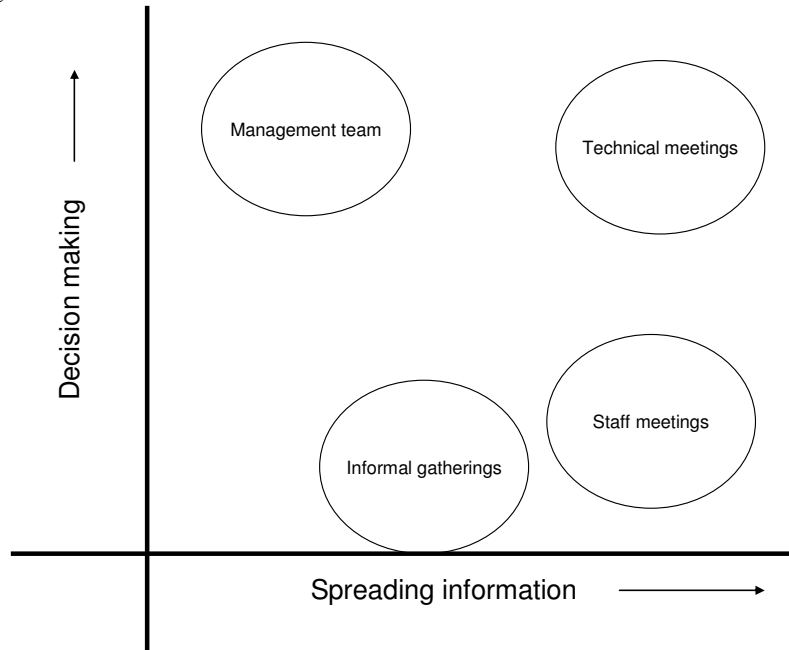 Management team
Technical meetings
Decision making
Staff meetings
Informal gatherings
Spreading information